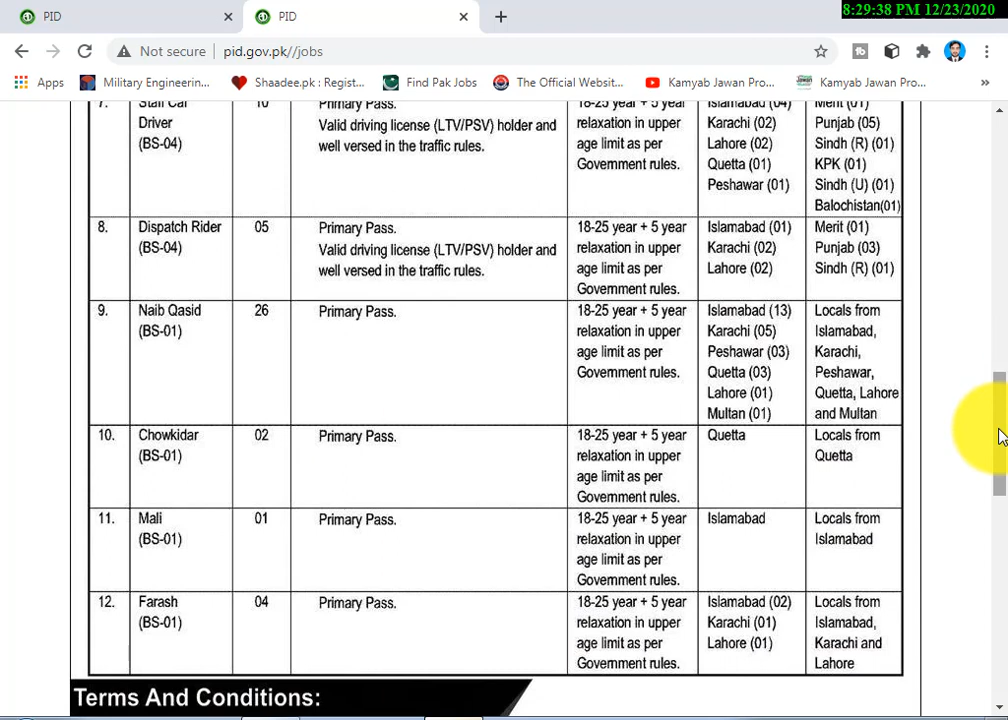 PID
PID
8:29:38 PM 12/23/2020
Not secure | pid.gov.pk//jobs
Apps
Military Engineerin...
Shaadee.pk : Regist...
Find Pak Jobs
The Official Websit...
Kamyab Jawan Pro...
Kamyab Jawan Pro...
»
7. Staff Car 10 Primary Pass. 18-25 year + 5 year Islamabad (04) Merit (01)
Driver Valid driving license (LTV/PSV) holder and relaxation in upper Karachi (02) Punjab (05)
(BS-04) well versed in the traffic rules. age limit as per Lahore (02) Sindh (R) (01)
Government rules. Quetta (01) KPK (01)
Peshawar (01) Sindh (U) (01)
Balochistan(01)
8. Dispatch Rider 05 Primary Pass. 18-25 year + 5 year Islamabad (01) Merit (01)
(BS-04) Valid driving license (LTV/PSV) holder and relaxation in upper Karachi (02) Punjab (03)
well versed in the traffic rules. age limit as per Lahore (02) Sindh (R) (01)
Government rules.
9. Naib Qasid 26 Primary Pass. 18-25 year + 5 year Islamabad (13) Locals from
(BS-01) relaxation in upper Karachi (05) Islamabad,
age limit as per Peshawar (03) Karachi,
Government rules. Quetta (03) Peshawar,
Lahore (01) Quetta, Lahore
Multan (01) and Multan
10. Chowkidar 02 Primary Pass. 18-25 year + 5 year Quetta Locals from
(BS-01) relaxation in upper Quetta
age limit as per
Government rules.
11. Mali 01 Primary Pass. 18-25 year + 5 year Islamabad Locals from
(BS-01) relaxation in upper Islamabad
age limit as per
Government rules.
12. Farash 04 Primary Pass. 18-25 year + 5 year Islamabad (02) Locals from
(BS-01) relaxation in upper Karachi (01) Islamabad,
age limit as per Lahore (01) Karachi and
Government rules. Lahore
Terms And Conditions: